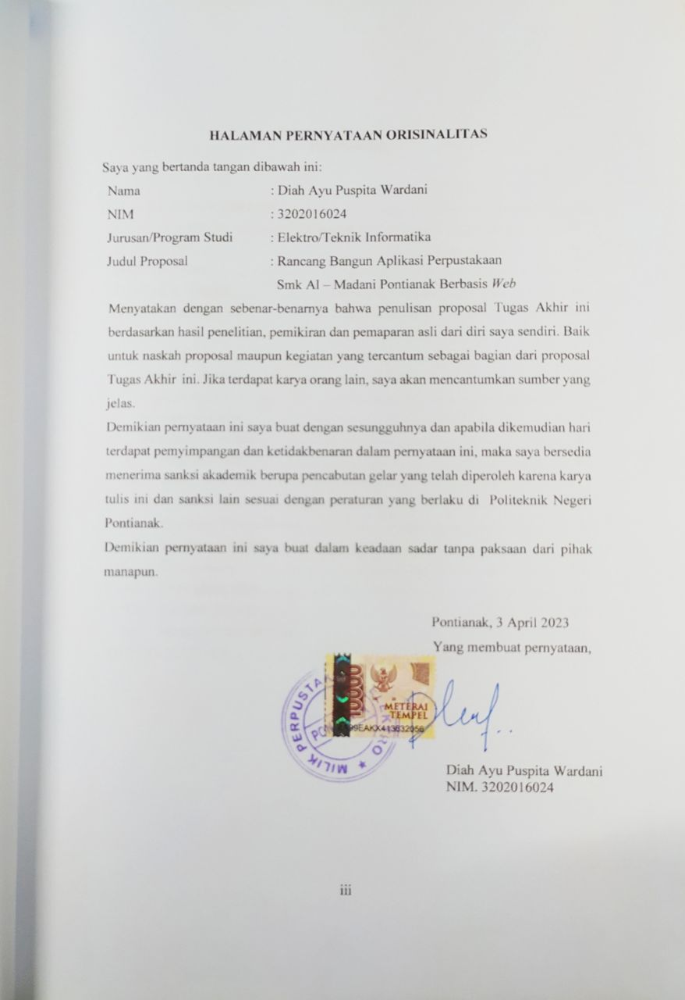 HALAMAN PERNYATAAN ORISINALITAS
Saya yang bertanda tangan dibawah ini:
Nama : Diah Ayu Puspita Wardani
NIM : 3202016024
Jurusan/Program Studi : Elektro/Teknik Informatika
Judul Proposal : Rancang Bangun Aplikasi Perpustakaan
Smk Al – Madani Pontianak Berbasis Web
Menyatakan dengan sebenar-benarnya bahwa penulisan proposal Tugas Akhir ini
berdasarkan hasil penelitian, pemikiran dan pemaparan asli dari diri saya sendiri. Baik
untuk naskah proposal maupun kegiatan yang tercantum sebagai bagian dari proposal
Tugas Akhir ini. Jika terdapat karya orang lain, saya akan mencantumkan sumber yang
jelas.
Demikian pernyataan ini saya buat dengan sesungguhnya dan apabila dikemudian hari
terdapat pemyimpangan dan ketidakbenaran dalam pernyataan ini, maka saya bersedia
menerima sanksi akademik berupa pencabutan gelar yang telah diperoleh karena karya
tulis ini dan sanksi lain sesuai dengan peraturan yang berlaku di Politeknik Negeri
Pontianak.
Demikian pernyataan ini saya buat dalam keadaan sadar tanpa paksaan dari pihak
manapun.
Pontianak, 3 April 2023
Yang membuat pernyataan,
10000
METERAI
TEMPEL
MILIK
Diah Ayu Puspita Wardani
NIM. 3202016024
iii